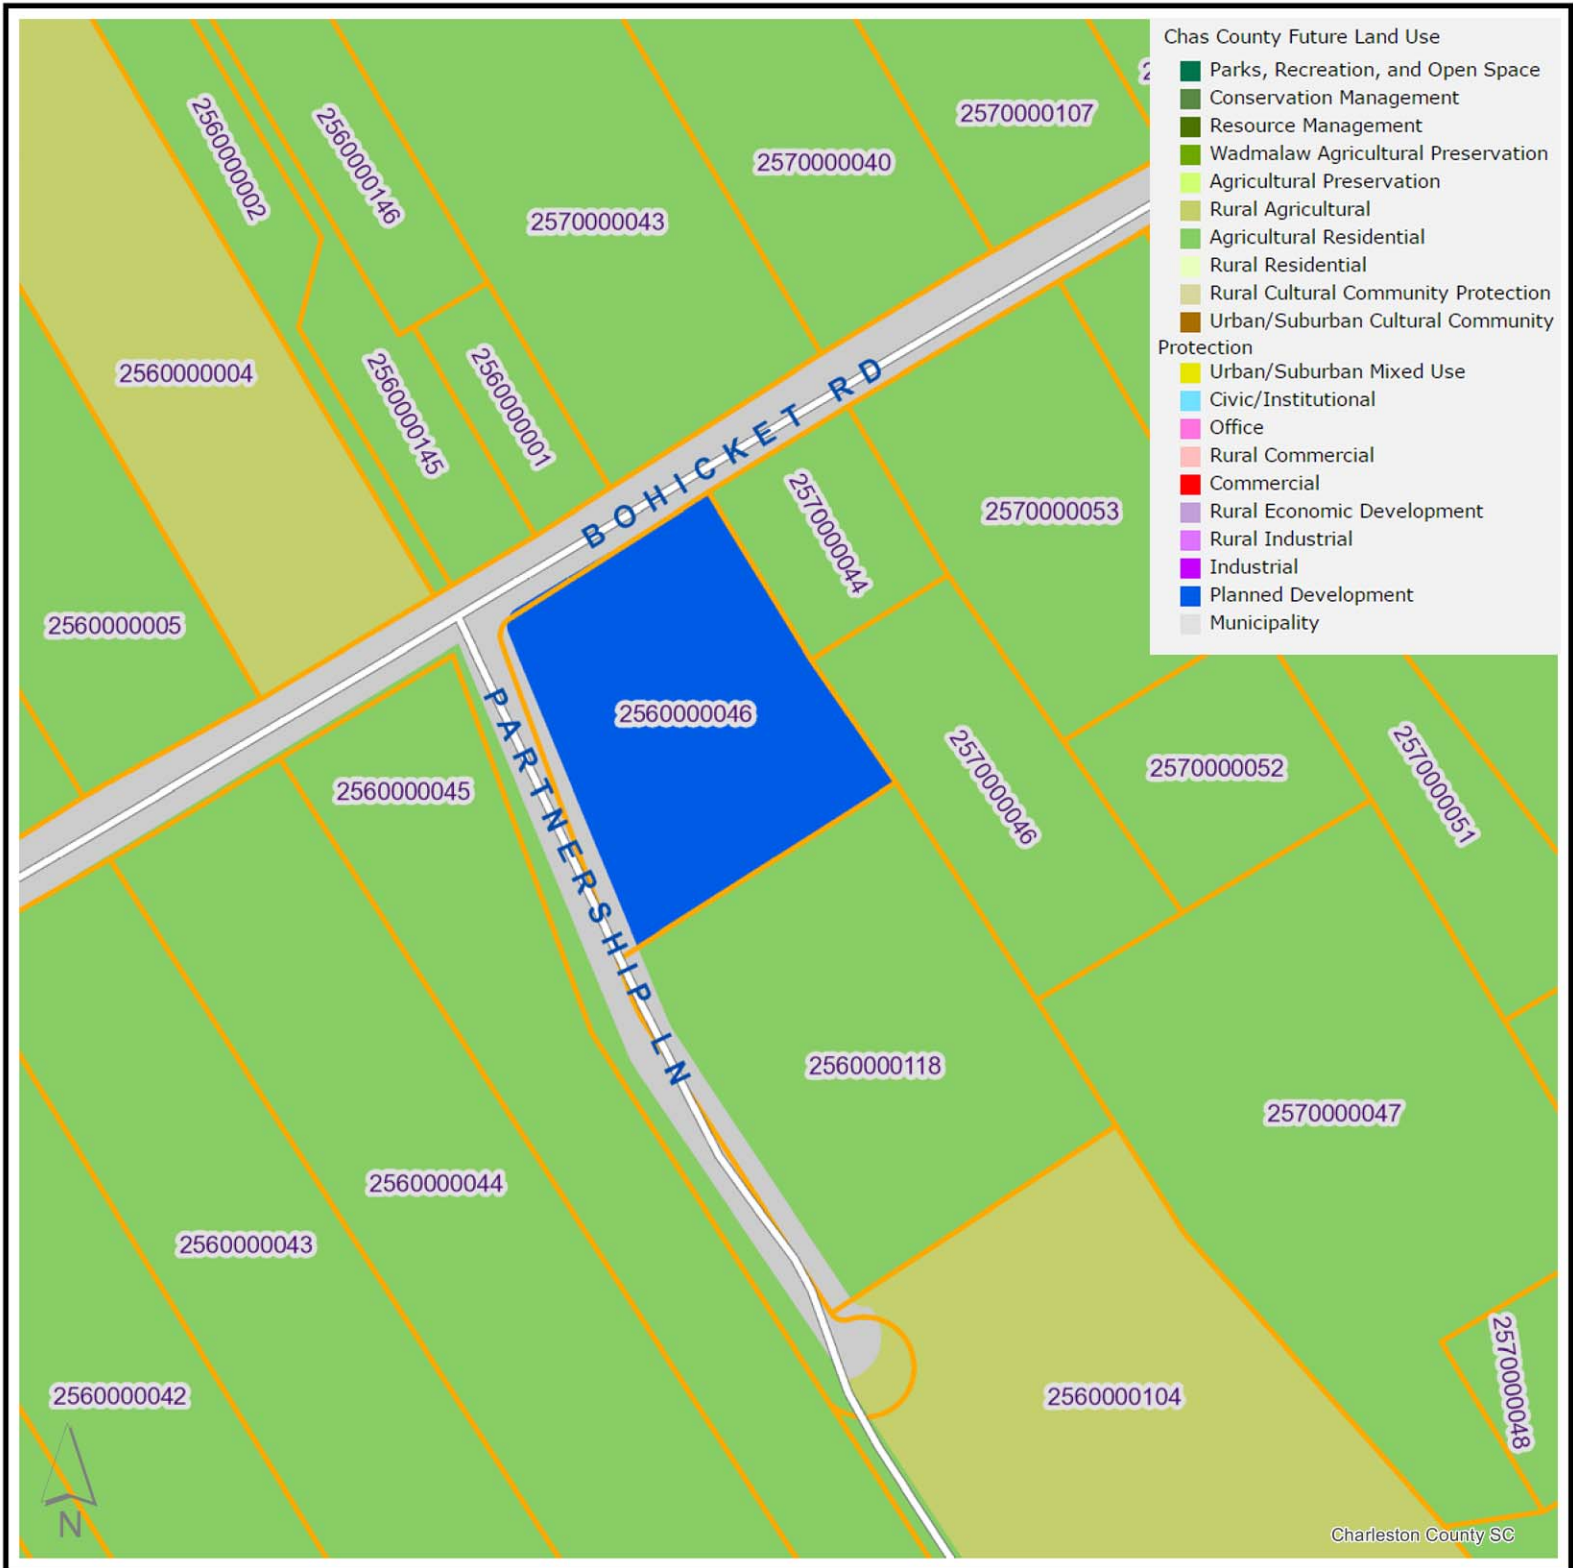 Chas County Future Land Use
Parks, Recreation, and Open Space
Conservation Management
Resource Management
Wadmalaw Agricultural Preservation
Agricultural Preservation
Rural Agricultural
Agricultural Residential
Rural Residential
Rural Cultural Community Protection
Urban/Suburban Cultural Community
Protection
Urban/Suburban Mixed Use
Civic/Institutional
Office
Rural Commercial
Commercial
Rural Economic Development
Rural Industrial
Industrial
Planned Development
Municipality
2560000002
2560000146
2570000043
2570000040
2570000107
2560000004
2560000145
2560000001
BOHICKET RD
2570000044
2570000053
2560000005
2560000046
PARTNERSHIP LN
2560000045
2570000046
2570000052
2570000051
2560000118
2570000047
2560000044
2560000043
2560000042
2560000104
2570000048
N
Charleston County SC